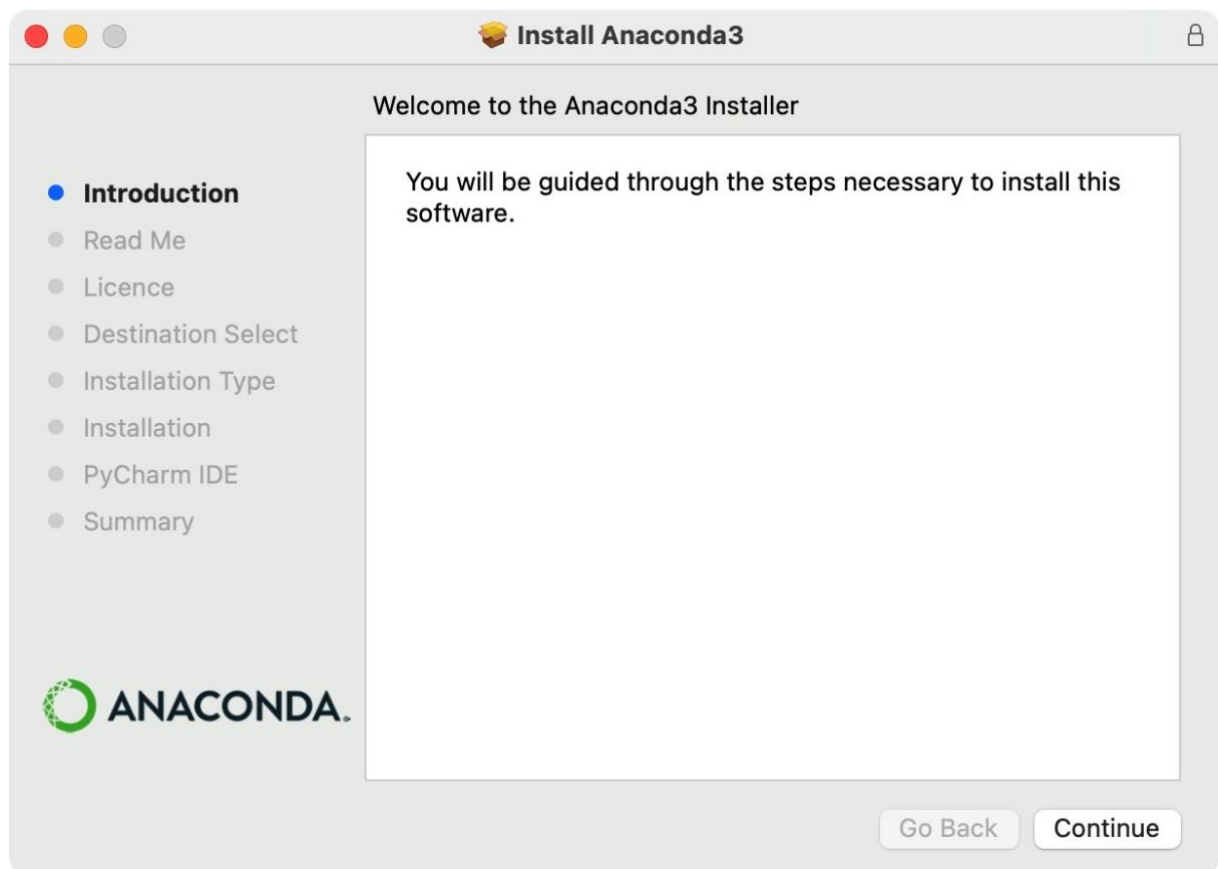 Install Anaconda3
Welcome to the Anaconda3 Installer
Introduction
Read Me
Licence
Destination Select
Installation Type
Installation
PyCharm IDE
Summary
ANACONDA.
You will be guided through the steps necessary to install this
software.
Go Back
Continue